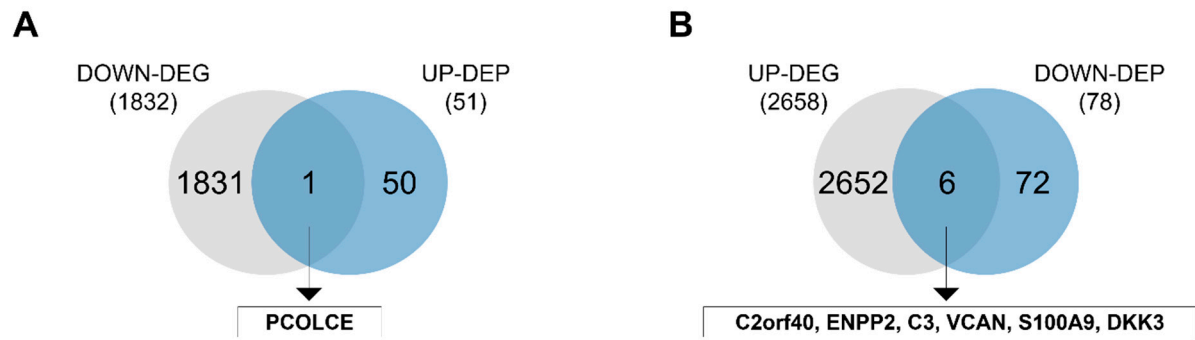 A
DOWN-DEG
(1832)
UP-DEP
(51)
1831
1
50
PCOLCE
B
UP-DEG
(2658)
DOWN-DEP
(78)
2652
6
72
C2orf40, ENPP2, C3, VCAN, S100A9, DKK3